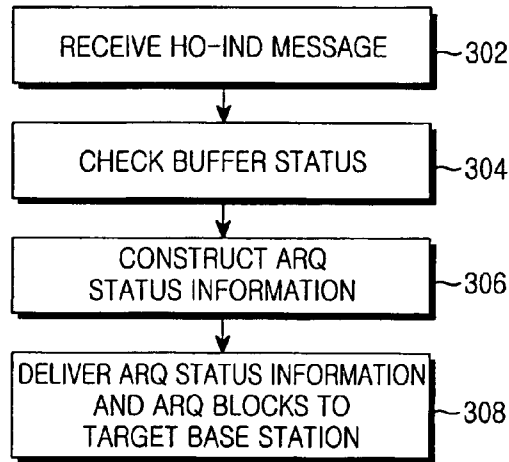 RECEIVE HO-IND MESSAGE
302
CHECK BUFFER STATUS
304
CONSTRUCT ARQ
STATUS INFORMATION
306
DELIVER ARQ STATUS INFORMATION
AND ARQ BLOCKS TO
TARGET BASE STATION
308